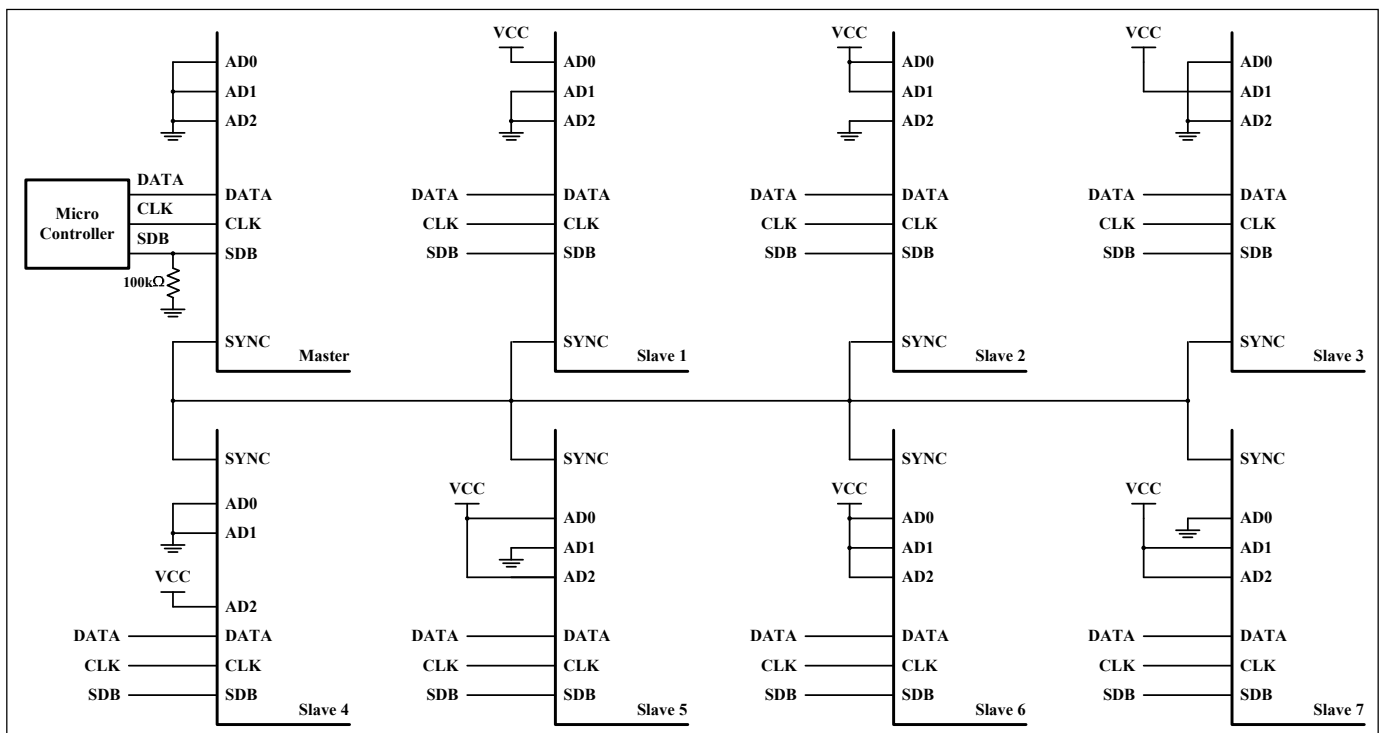 VCC
VCC
VCC
AD0
AD1
AD2
AD0
AD1
AD2
AD0
AD1
AD2
AD0
AD1
AD2
Micro
Controller
DATA
CLK
SDB
100kΩ
DATA
CLK
SDB
DATA
CLK
SDB
DATA
CLK
SDB
DATA
CLK
SDB
DATA
CLK
SDB
DATA
CLK
SDB
DATA
CLK
SDB
SYNC
Master
SYNC
Slave 1
SYNC
Slave 2
SYNC
Slave 3
SYNC
AD0
AD1
VCC
AD2
DATA
CLK
SDB
DATA
CLK
SDB
Slave 4
SYNC
VCC
AD0
AD1
AD2
DATA
CLK
SDB
DATA
CLK
SDB
Slave 5
SYNC
VCC
AD0
AD1
AD2
DATA
CLK
SDB
DATA
CLK
SDB
Slave 6
SYNC
VCC
AD0
AD1
AD2
DATA
CLK
SDB
DATA
CLK
SDB
Slave 7